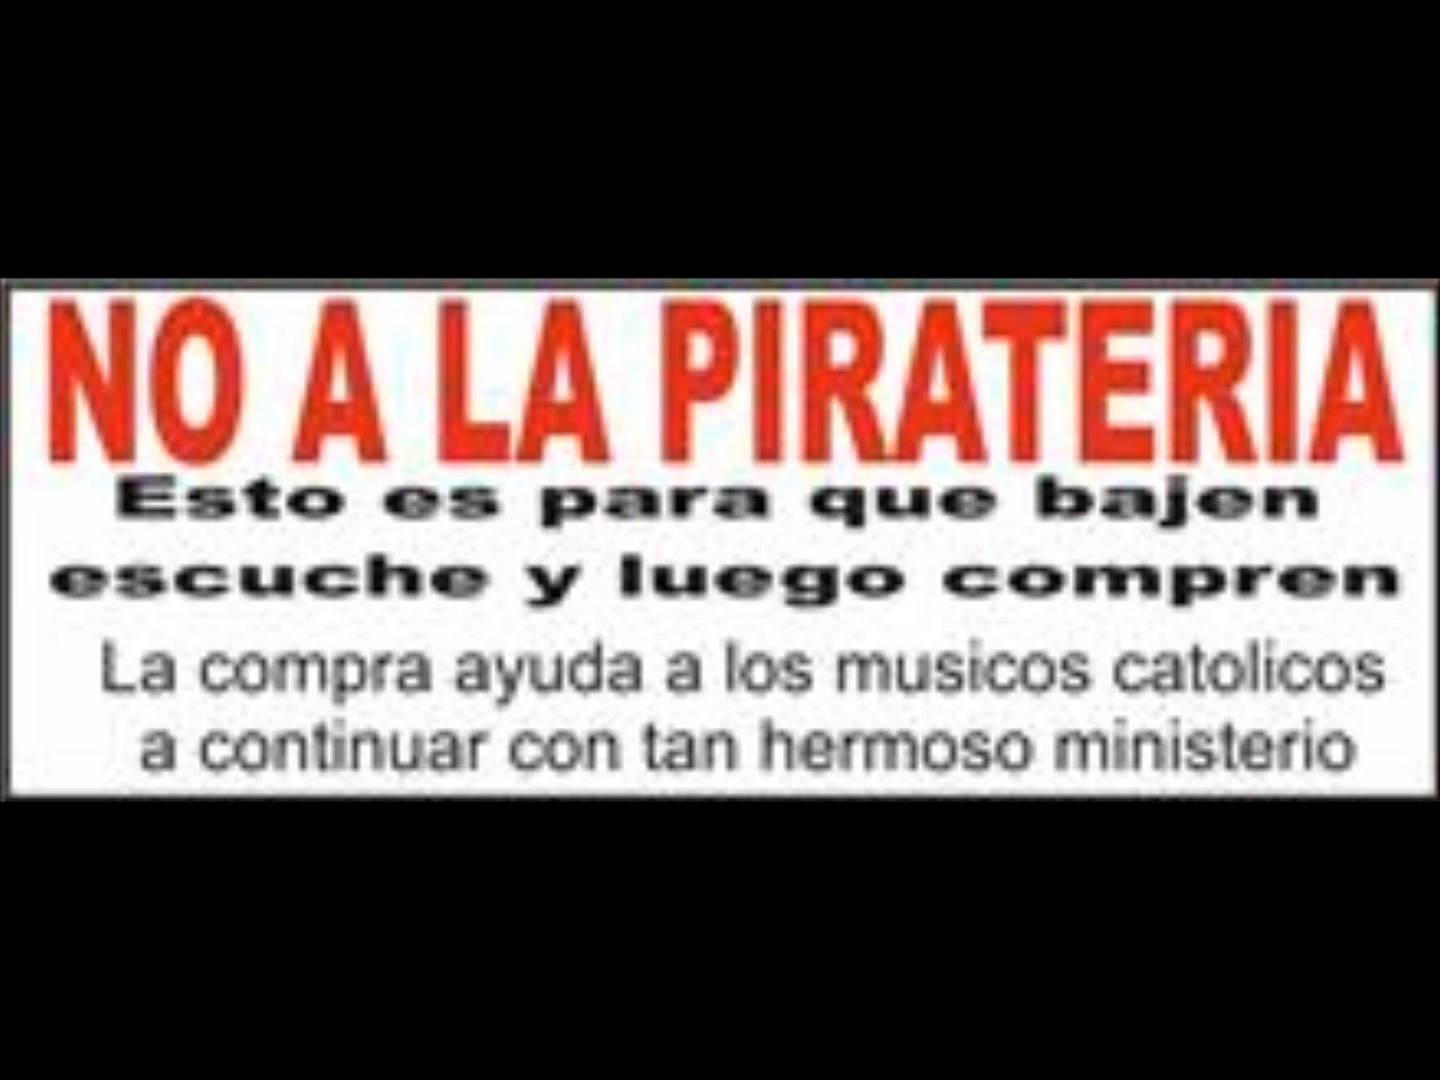 NO A LA PIRATERIA
Esto es para que bajen
escuche y luego compren
La compra ayuda a los musicos catolicos
a continuar con tan hermoso ministerio